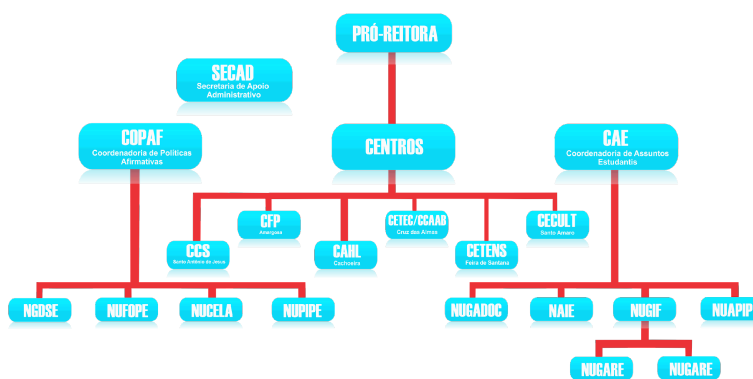 PRÓ-REITORA
SECAD
Secretaria de Apoio
Administrativo
COPAF
Coordenadoria de Políticas
Afirmativas
CENTROS
CAE
Coordenadoria de Assuntos
Estudantis
CFP
Amargosa
CETEC/CCAAB
Cruz das Almas
CECULT
Santo Amaro
CCS
Santo Antônio de Jesus
CAHL
Cachoeira
CETENS
Feira de Santana
NGDSE
NUFOPE
NUCELA
NUPIPE
NUGADOC
NAIE
NUGIF
NUAPIP
NUGARE
NUGARE